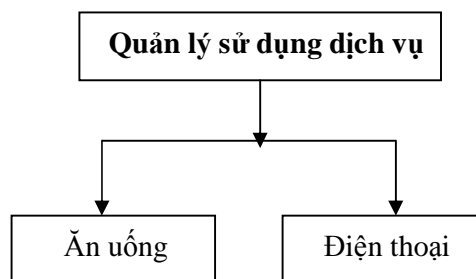 Quản lý sử dụng dịch vụ
Ăn uống
Điện thoại